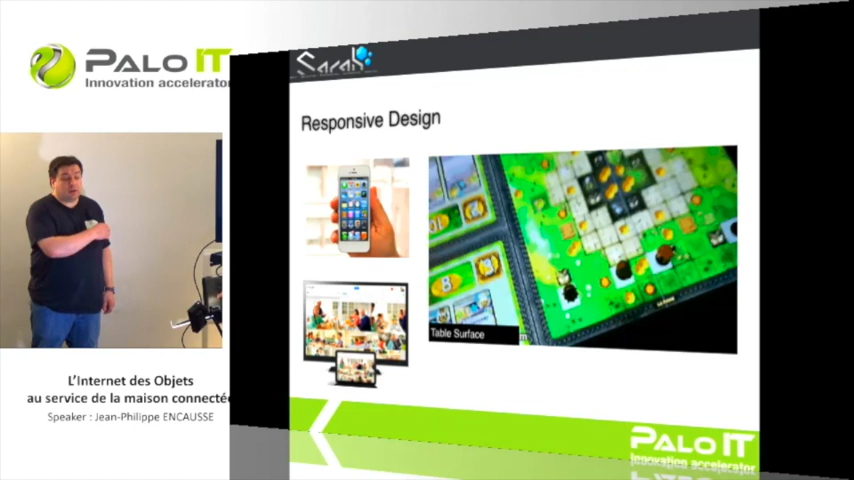 PALO IT
Innovation accelerator
Sarah
Responsive Design
Table Surface
L'Internet des Objets
au service de la maison connectée
Speaker : Jean-Philippe ENCAUSSE
PALO IT
Innovation accelerator